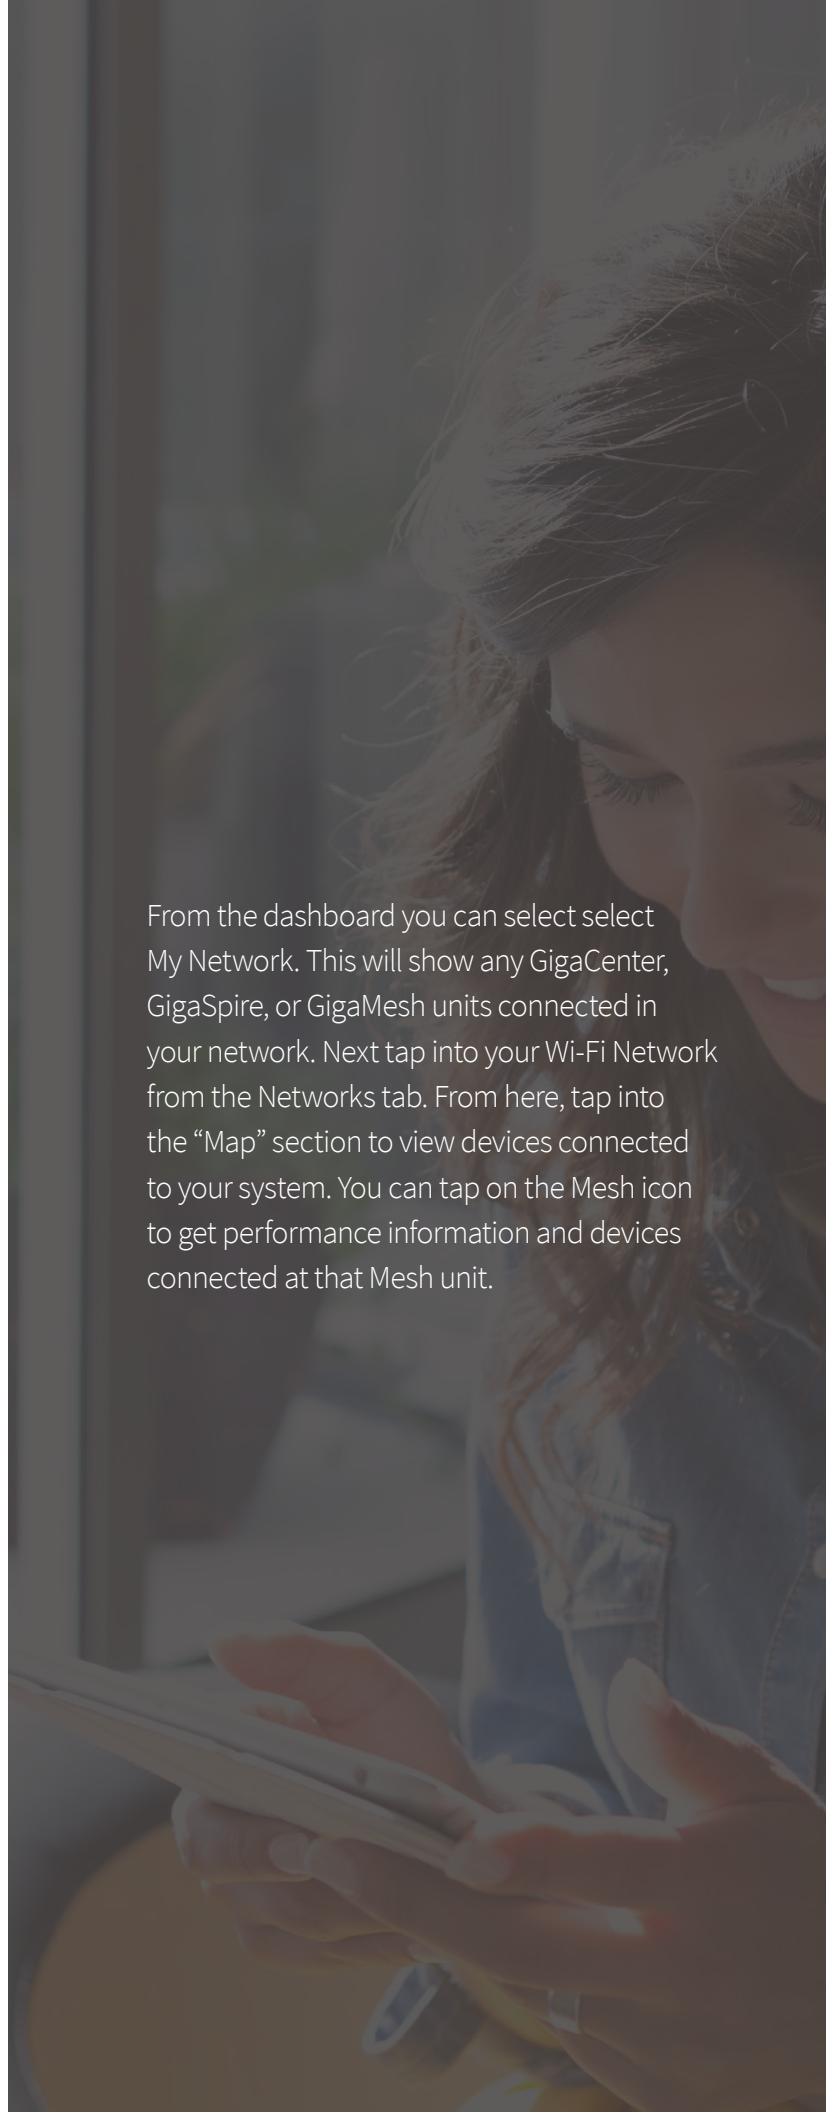 From the dashboard you can select select
My Network. This will show any GigaCenter,
GigaSpire, or GigaMesh units connected in
your network. Next tap into your Wi-Fi Network
from the Networks tab. From here, tap into
the “Map” section to view devices connected
to your system. You can tap on the Mesh icon
to get performance information and devices
connected at that Mesh unit.